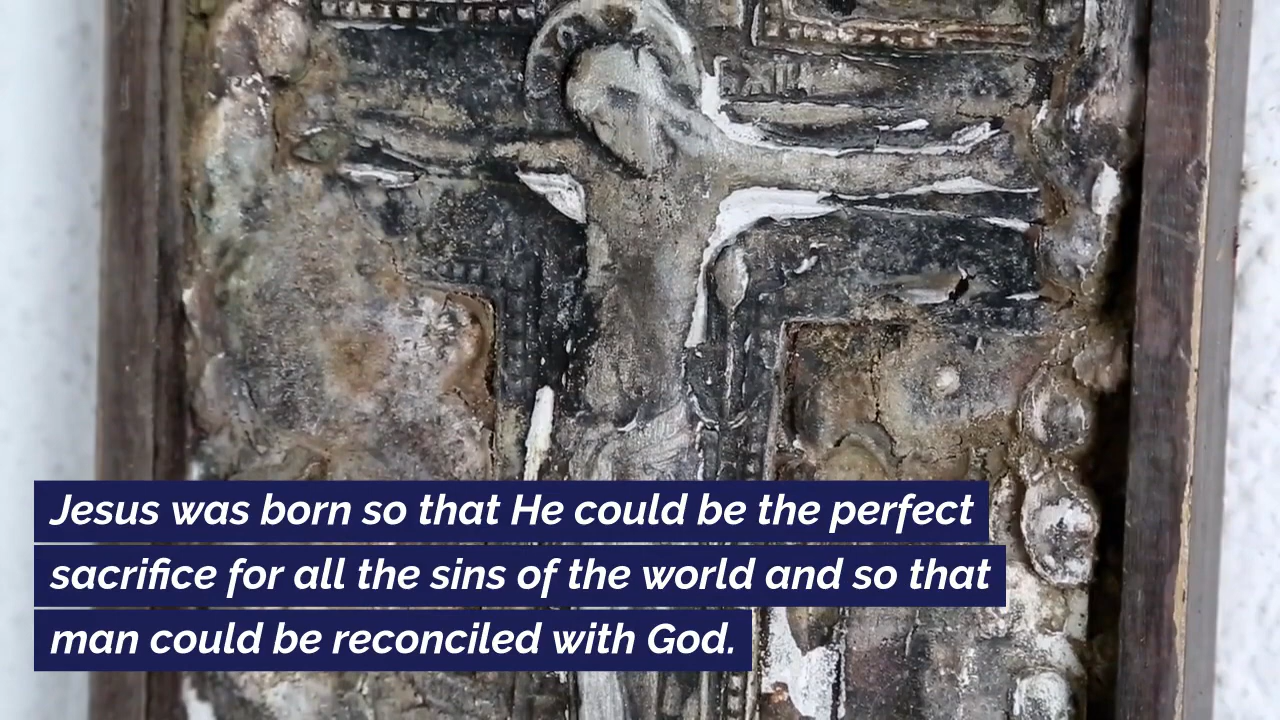 Jesus was born so that He could be the perfect
sacrifice for all the sins of the world and so that
man could be reconciled with God.